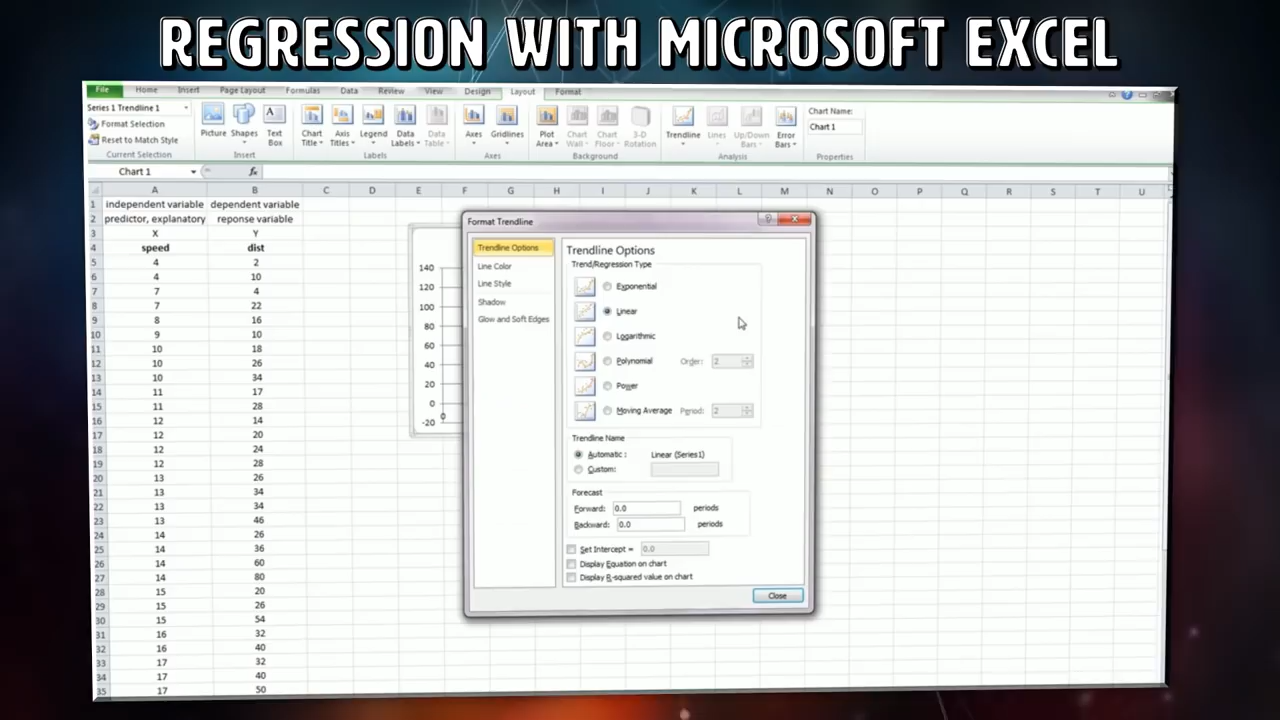 REGRESSION WITH MICROSOFT EXCEL
File Home Insert Page Layout Formulas Data Review View Design Layout Format
Series 1 Trendline 1
Format Selection
Reset to Match Style
Current Selection
Picture Shapes Text Box
Insert
Chart Title Axis Titles Legend Data Labels Data Table
Labels
Axes Gridlines
Axes
Plot Area Chart Wall Chart Floor 3-D Rotation
Background
Trendline Lines Up/Down Bars Error Bars
Analysis
Chart Name:
Chart 1
Properties
Chart 1 fx
A B C D E F G H I J K L M N O P Q R S T U
1 independent variable dependent variable
2 predictor, explanatory reponse variable
3 X Y
4 speed dist
5 4 2
6 4 10
7 7 4
8 7 22
9 8 16
10 9 10
11 10 18
12 10 26
13 10 34
14 11 17
15 11 28
16 12 14
17 12 20
18 12 24
19 12 28
20 13 26
21 13 34
22 13 34
23 13 46
24 14 26
25 14 36
26 14 60
27 14 80
28 15 20
29 15 26
30 15 54
31 16 32
32 16 40
33 17 32
34 17 40
35 17 50
140
120
100
80
60
40
20
0 0
-20
Format Trendline
Trendline Options
Line Color
Line Style
Shadow
Glow and Soft Edges
Trendline Options
Trend/Regression Type
Exponential
Linear
Logarithmic
Polynomial Order: 2
Power
Moving Average Period: 2
Trendline Name
Automatic : Linear (Series1)
Custom:
Forecast
Forward: 0.0 periods
Backward: 0.0 periods
Set Intercept = 0.0
Display Equation on chart
Display R-squared value on chart
Close